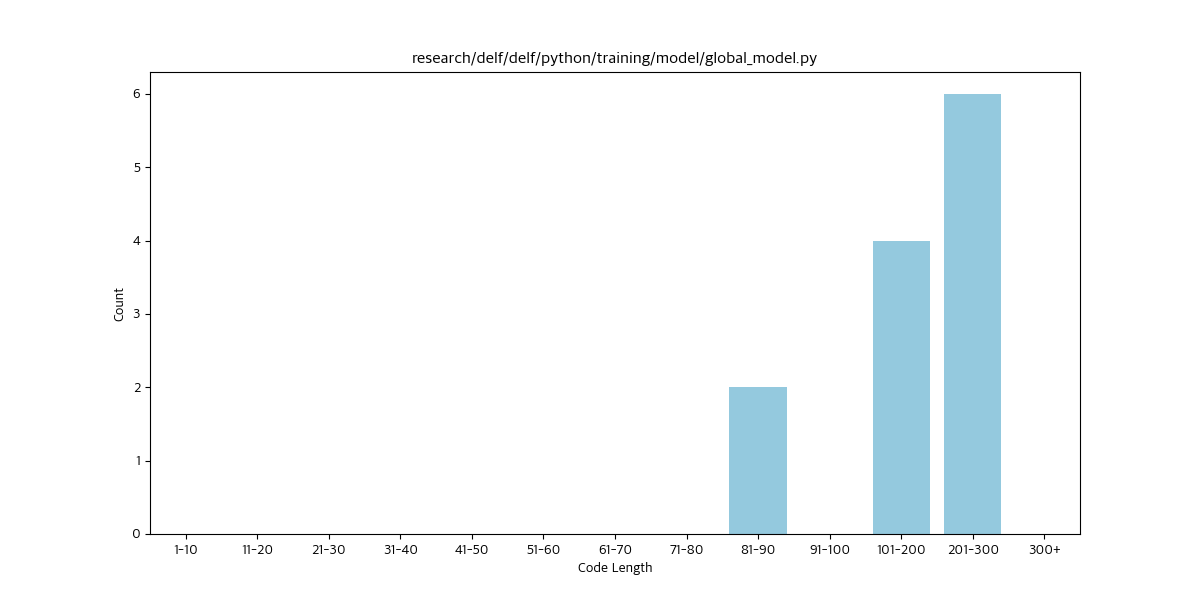 research/delf/delf/python/training/model/global_model.py
6
5
4
3
2
1
0
Count
1-10 11-20 21-30 31-40 41-50 51-60 61-70 71-80 81-90 91-100 101-200 201-300 300+
Code Length